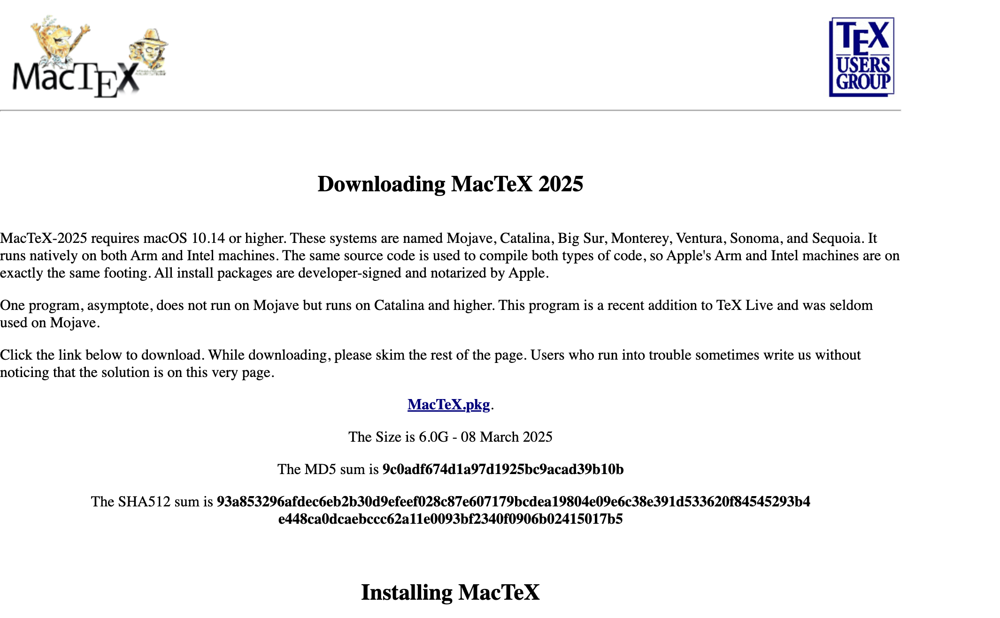 MacTEX
TEX
USERS
GROUP
Downloading MacTeX 2025
MacTeX-2025 requires macOS 10.14 or higher. These systems are named Mojave, Catalina, Big Sur, Monterey, Ventura, Sonoma, and Sequoia. It
runs natively on both Arm and Intel machines. The same source code is used to compile both types of code, so Apple's Arm and Intel machines are on
exactly the same footing. All install packages are developer-signed and notarized by Apple.
One program, asymptote, does not run on Mojave but runs on Catalina and higher. This program is a recent addition to TeX Live and was seldom
used on Mojave.
Click the link below to download. While downloading, please skim the rest of the page. Users who run into trouble sometimes write us without
noticing that the solution is on this very page.
MacTeX.pkg.
The Size is 6.0G - 08 March 2025
The MD5 sum is 9c0adf674d1a97d1925bc9acad39b10b
The SHA512 sum is 93a853296afdec6eb2b30d9efeef028c87e607179bcdea19804e09e6c38e391d533620f84545293b4
e448ca0dcaebccc62a11e0093bf2340f0906b02415017b5
Installing MacTeX